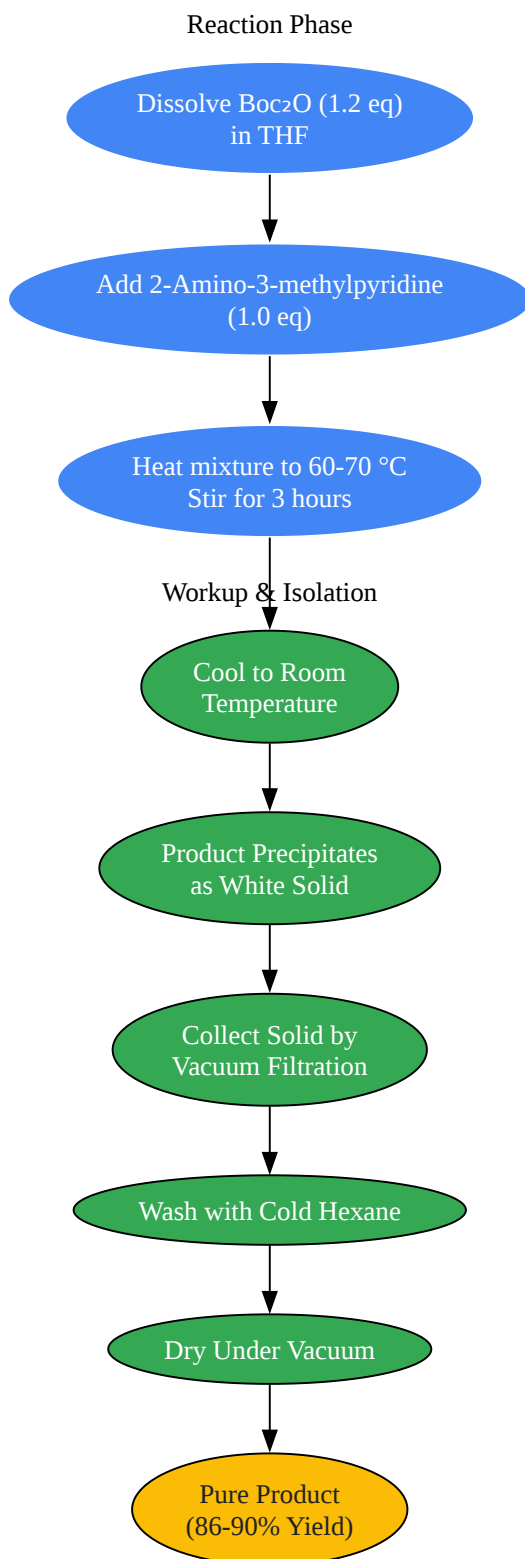 Reaction Phase
Dissolve Boc₂O (1.2 eq)
in THF
Add 2-Amino-3-methylpyridine
(1.0 eq)
Heat mixture to 60-70 °C
Stir for 3 hours
Workup & Isolation
Cool to Room
Temperature
Product Precipitates
as White Solid
Collect Solid by
Vacuum Filtration
Wash with Cold Hexane
Dry Under Vacuum
Pure Product
(86-90% Yield)